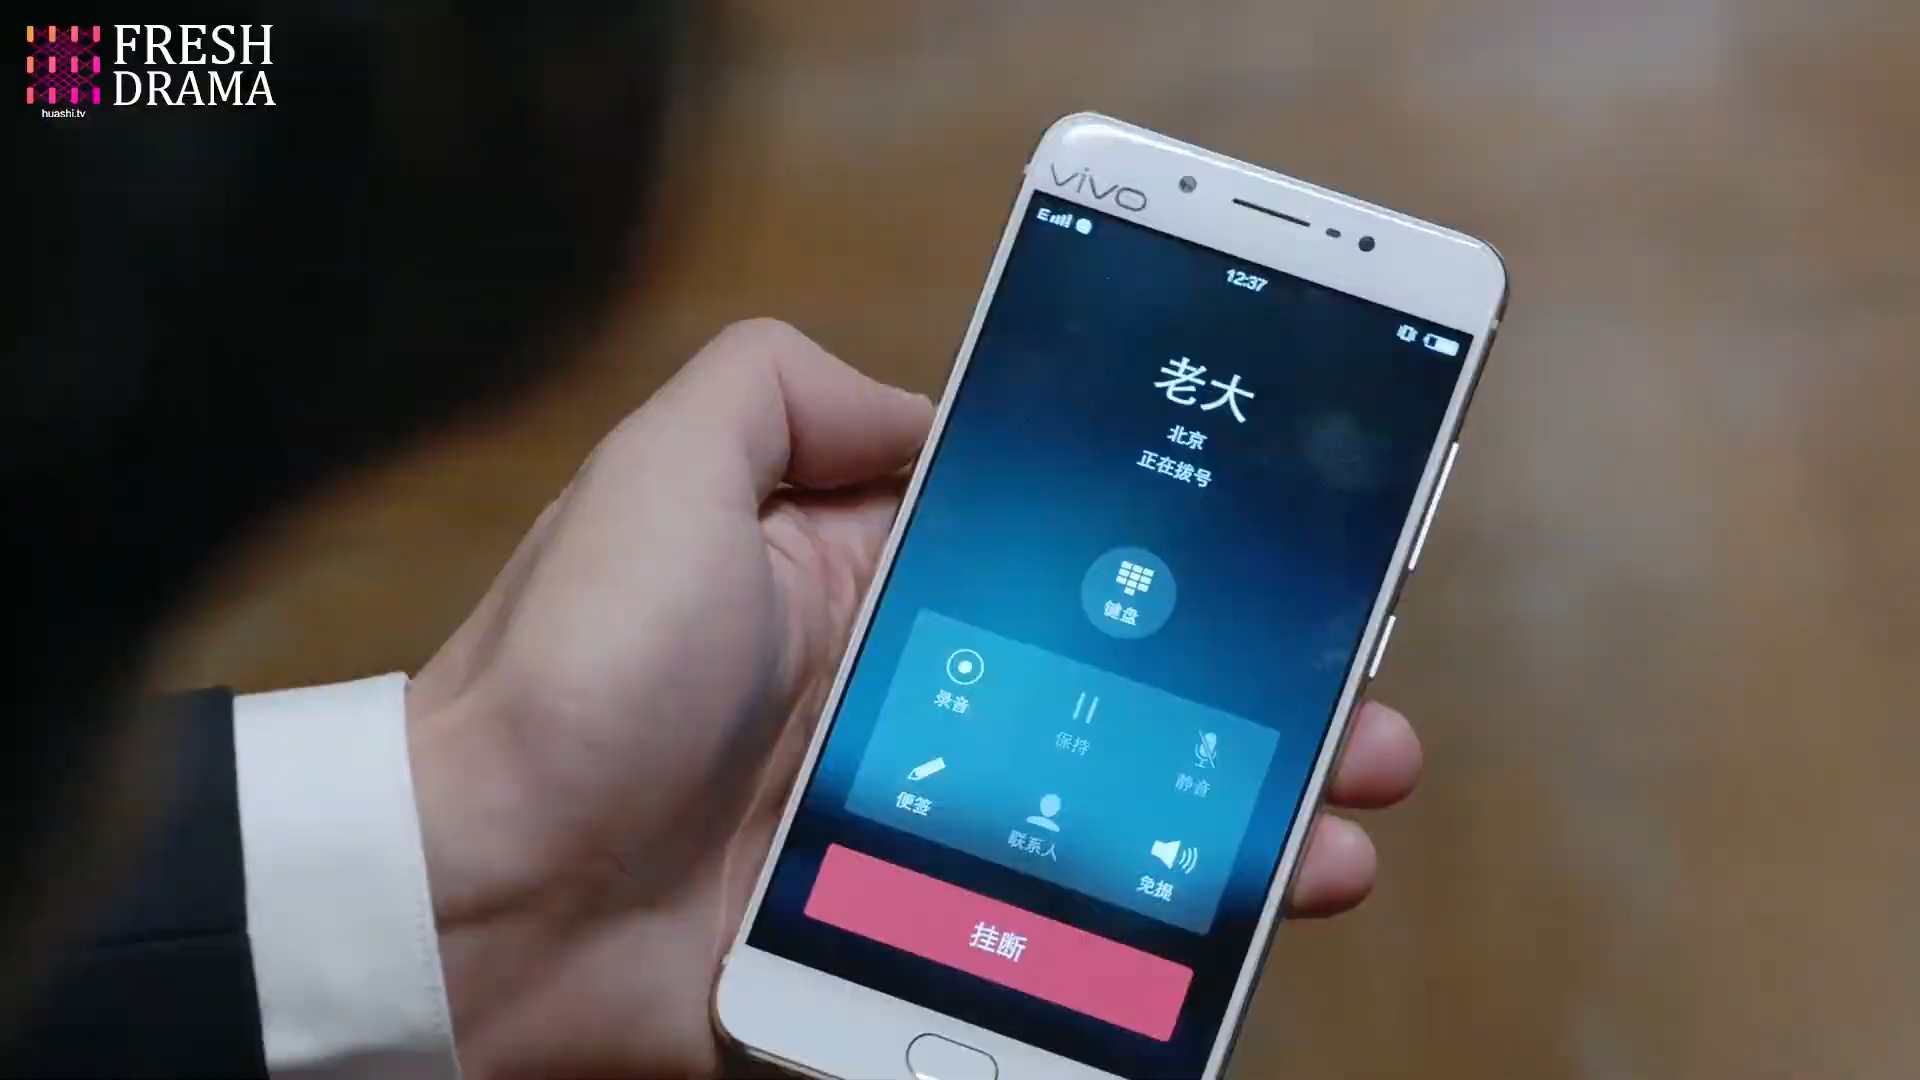 FRESH
DRAMA
huashi.tv
vivo
E
12:37
老大
北京
正在拨号
键盘
录音
保持
静音
便签
联系人
免提
挂断